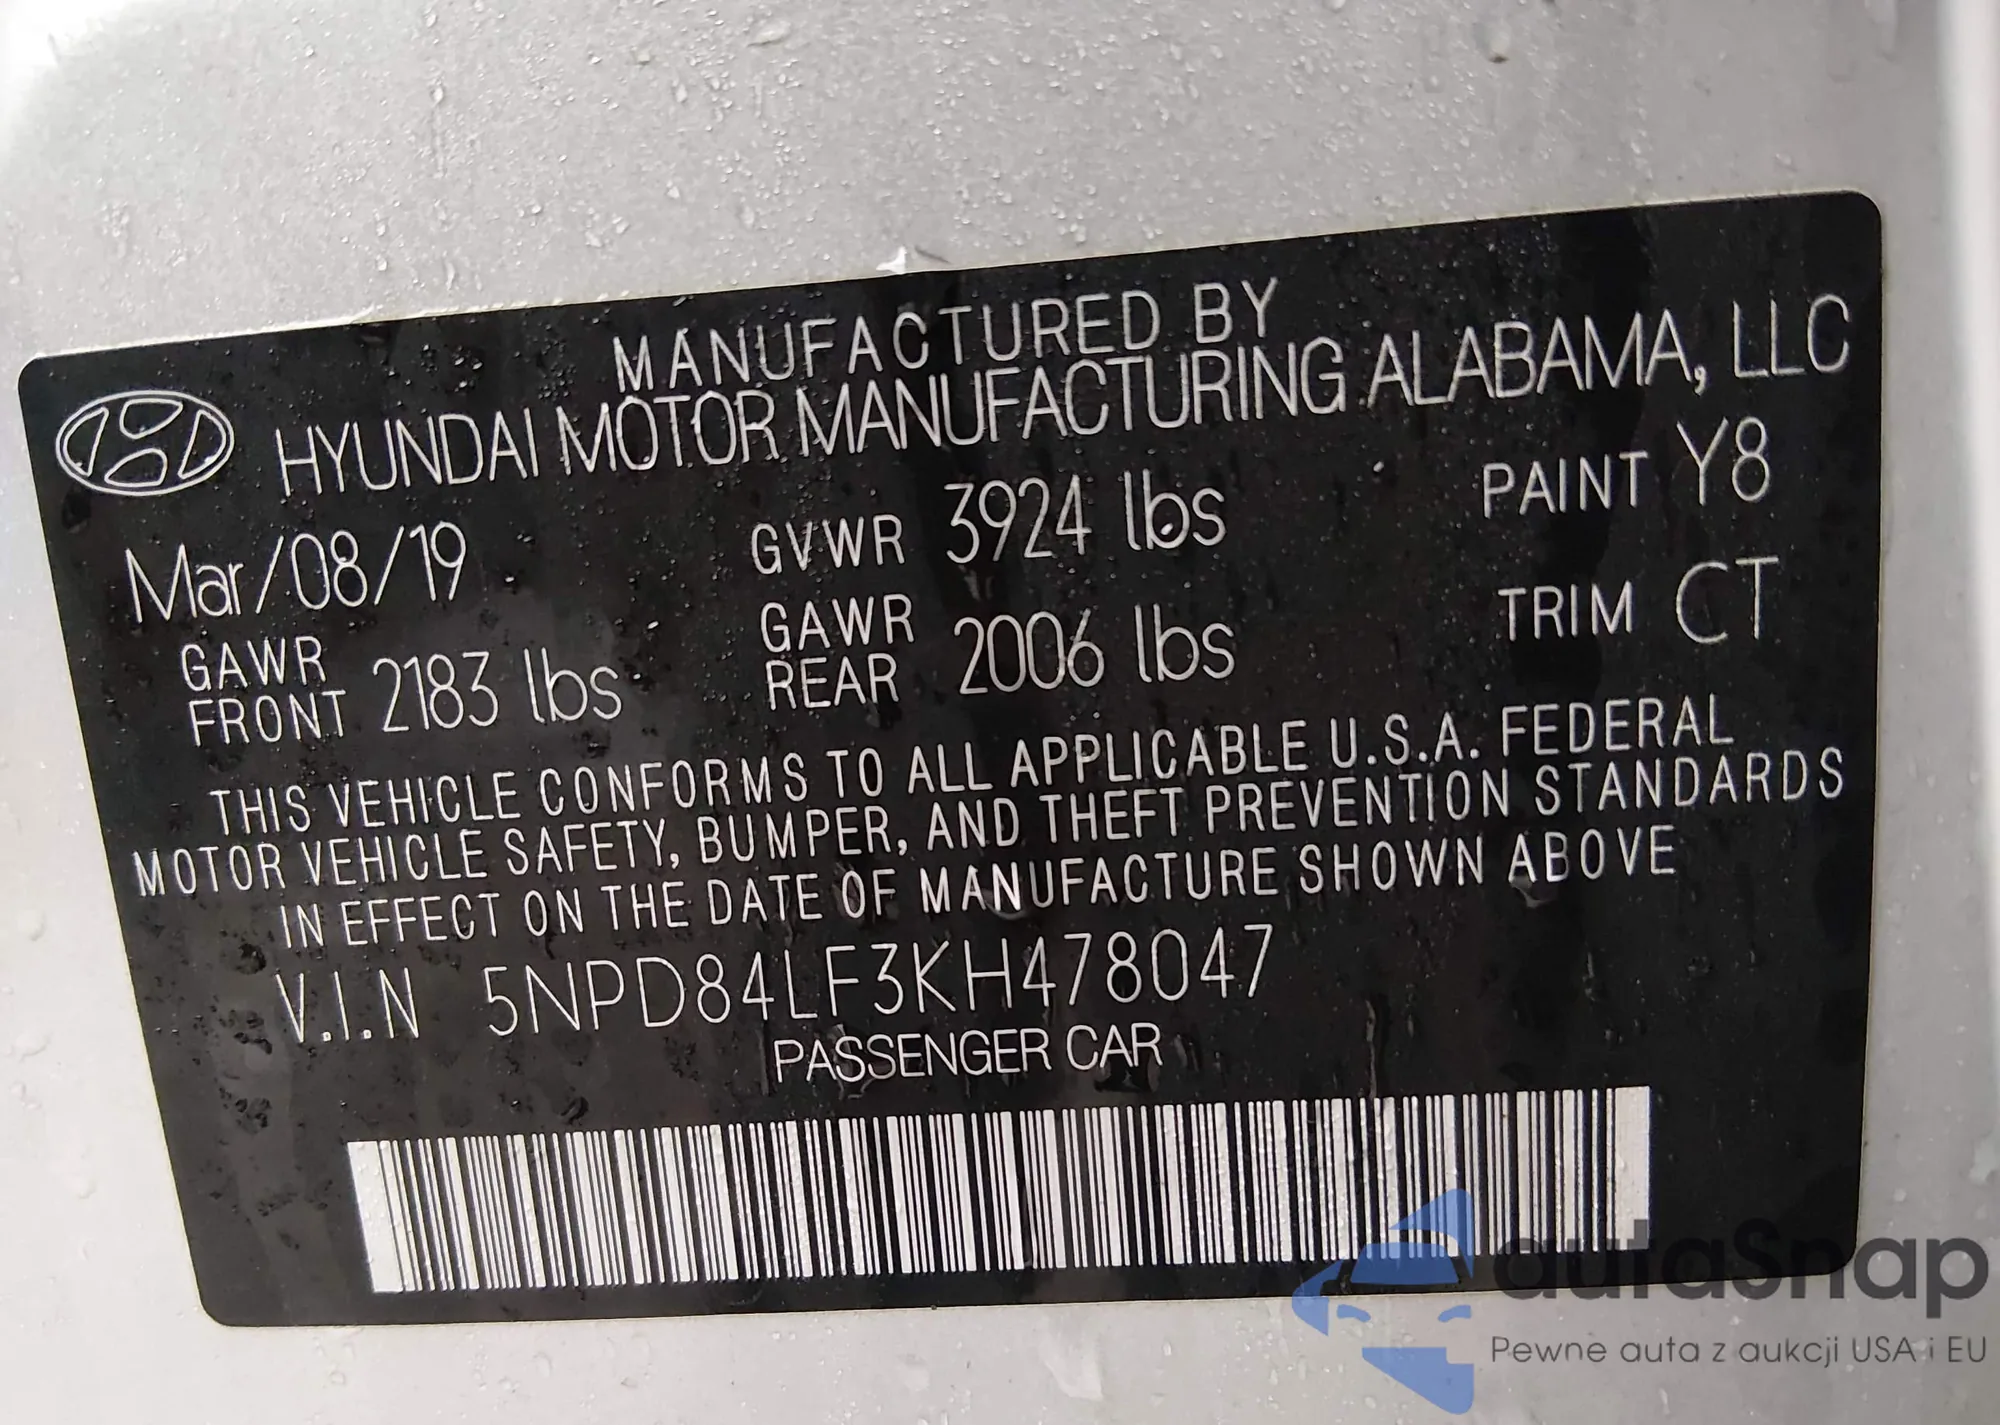 MANUFACTURED BY
HYUNDAI MOTOR MANUFACTURING ALABAMA, LLC
Mar/08/19 GVWR 3924 lbs PAINT Y8
GAWR FRONT 2183 lbs GAWR REAR 2006 lbs TRIM CT
THIS VEHICLE CONFORMS TO ALL APPLICABLE U.S.A. FEDERAL
MOTOR VEHICLE SAFETY, BUMPER, AND THEFT PREVENTION STANDARDS
IN EFFECT ON THE DATE OF MANUFACTURE SHOWN ABOVE
V.I.N 5NPD84LF3KH478047
PASSENGER CAR
autaSnap
Pewne auta z aukcji USA i EU